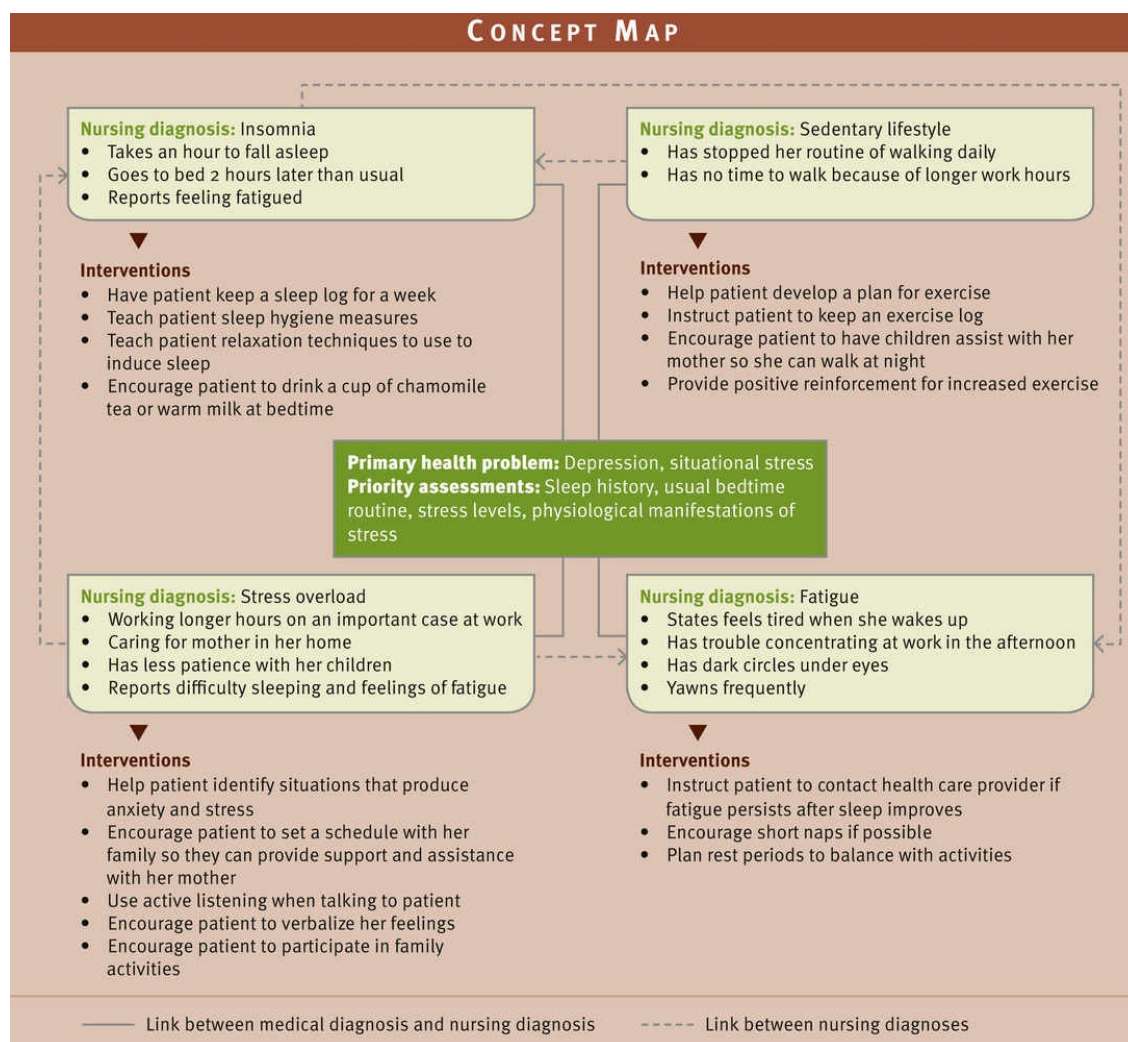 CONCEPT MAP
Nursing diagnosis: Insomnia
• Takes an hour to fall asleep
• Goes to bed 2 hours later than usual
• Reports feeling fatigued
Interventions
• Have patient keep a sleep log for a week
• Teach patient sleep hygiene measures
• Teach patient relaxation techniques to use to
induce sleep
• Encourage patient to drink a cup of chamomile
tea or warm milk at bedtime
Nursing diagnosis: Sedentary lifestyle
• Has stopped her routine of walking daily
• Has no time to walk because of longer work hours
Interventions
• Help patient develop a plan for exercise
• Instruct patient to keep an exercise log
• Encourage patient to have children assist with her
mother so she can walk at night
• Provide positive reinforcement for increased exercise
Primary health problem: Depression, situational stress
Priority assessments: Sleep history, usual bedtime
routine, stress levels, physiological manifestations of
stress
Nursing diagnosis: Stress overload
• Working longer hours on an important case at work
• Caring for mother in her home
• Has less patience with her children
• Reports difficulty sleeping and feelings of fatigue
Interventions
• Help patient identify situations that produce
anxiety and stress
• Encourage patient to set a schedule with her
family so they can provide support and assistance
with her mother
• Use active listening when talking to patient
• Encourage patient to verbalize her feelings
• Encourage patient to participate in family
activities
Nursing diagnosis: Fatigue
• States feels tired when she wakes up
• Has trouble concentrating at work in the afternoon
• Has dark circles under eyes
• Yawns frequently
Interventions
• Instruct patient to contact health care provider if
fatigue persists after sleep improves
• Encourage short naps if possible
• Plan rest periods to balance with activities
Link between medical diagnosis and nursing diagnosis
Link between nursing diagnoses